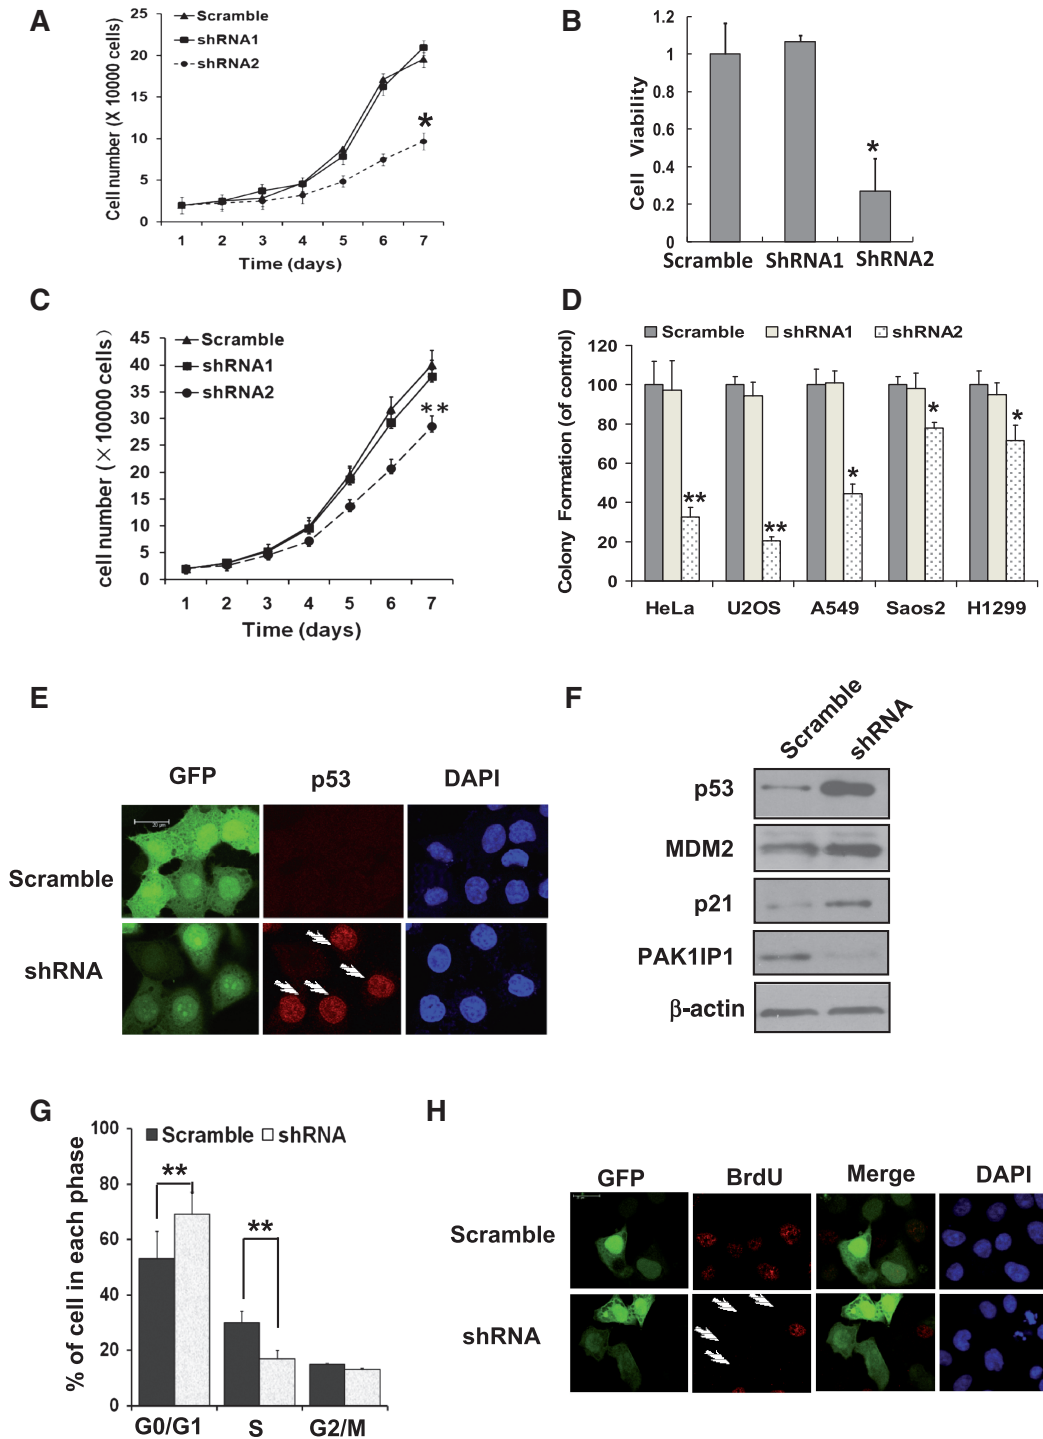 A
Scramble
shRNA1
shRNA2
Cell number (X 10000 cells)
25
20
15
10
5
0
*
1 2 3 4 5 6 7
Time (days)
B
Cell Viability
1.2
1
0.8
0.6
0.4
0.2
0
*
Scramble ShRNA1 ShRNA2
C
Scramble
shRNA1
shRNA2
cell number (×10000 cells)
45
40
35
30
25
20
15
10
5
0
**
1 2 3 4 5 6 7
Time (days)
D
Scramble shRNA1 shRNA2
Colony Formation (of control)
120
100
80
60
40
20
0
** ** * * *
HeLa U2OS A549 Saos2 H1299
E
GFP p53 DAPI
20 µm
Scramble
shRNA
F
Scramble shRNA
p53
MDM2
p21
PAK1IP1
β-actin
G
Scramble shRNA
% of cell in each phase
100
80
60
40
20
0
** **
G0/G1 S G2/M
H
GFP BrdU Merge DAPI
Scramble
shRNA